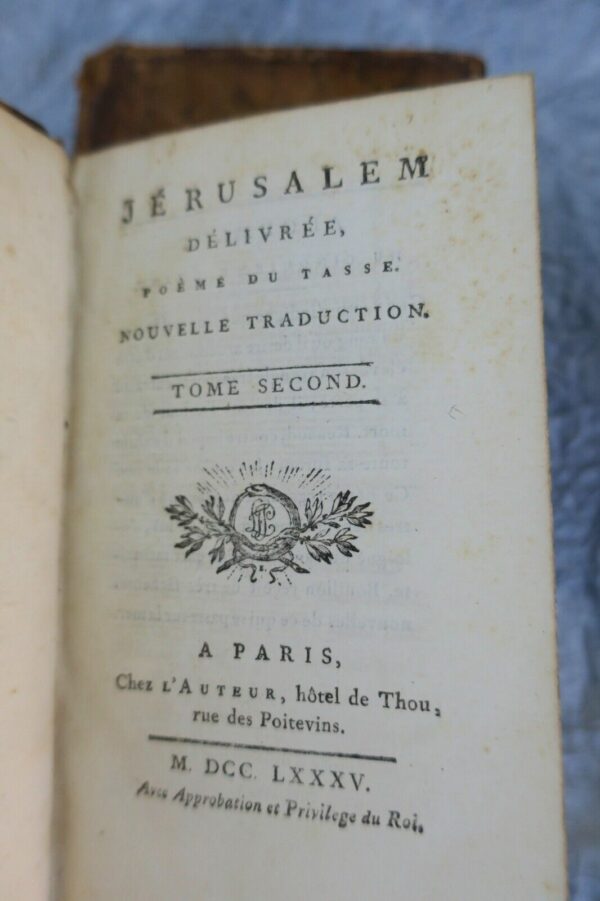 JÉRUSALEM
DÉLIVRÉE,
POÈME DU TASSE.
NOUVELLE TRADUCTION.
TOME SECOND.
A PARIS,
Chez L'AUTEUR, hôtel de Thou,
rue des Poitevins.
M. DCC. LXXXV.
Avec Approbation et Privilege du Roi.